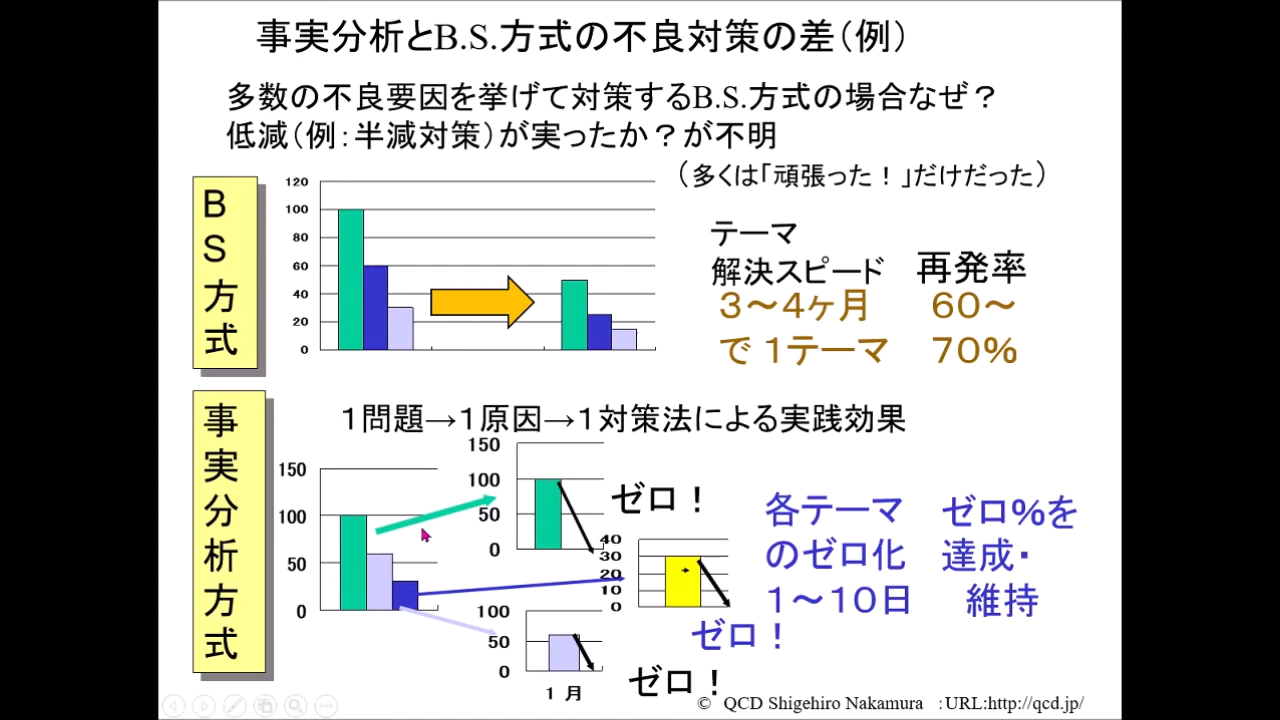 事実分析とB.S.方式の不良対策の差（例）
多数の不良要因を挙げて対策するB.S.方式の場合なぜ？
低減（例：半減対策）が実ったか？が不明
（多くは「頑張った！」だけだった）
BS方式
120
100
80
60
40
20
0
テーマ
解決スピード
３～４ヶ月
で１テーマ
再発率
６０～
７０％
事実分析方式
１問題→１原因→１対策法による実践効果
150
100
50
0
150
100
50
0
ゼロ！
40
30
20
10
0
ゼロ！
100
50
0
１月
ゼロ！
各テーマ
のゼロ化
１～１０日
ゼロ％を
達成・
維持
© QCD Shigehiro Nakamura ：URL:http://qcd.jp/